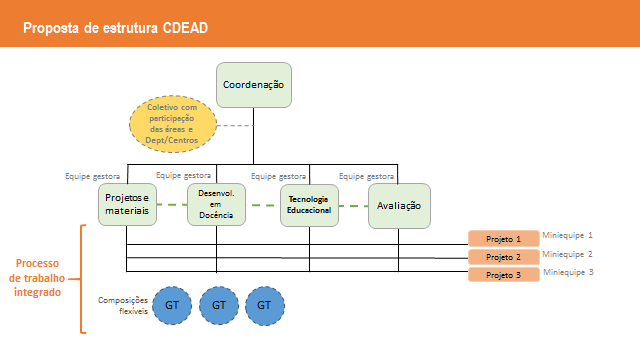 Proposta de estrutura CDEAD
Coordenação
Coletivo com
participação
das áreas e
Dept/Centros
Equipe gestora
Equipe gestora
Equipe gestora
Equipe gestora
Projetos e
materiais
Desenvol.
em
Docência
Tecnologia
Educacional
Avaliação
Projeto 1
Miniequipe 1
Projeto 2
Miniequipe 2
Projeto 3
Miniequipe 3
Processo
de trabalho
integrado
Composições
flexíveis
GT
GT
GT